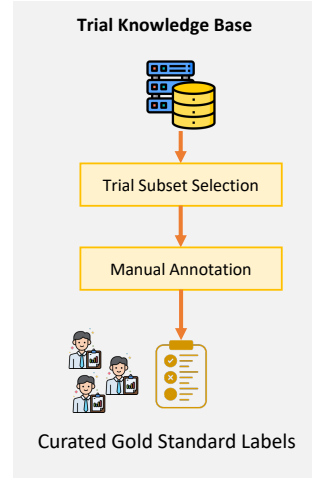 Trial Knowledge Base
Trial Subset Selection
Manual Annotation
Curated Gold Standard Labels